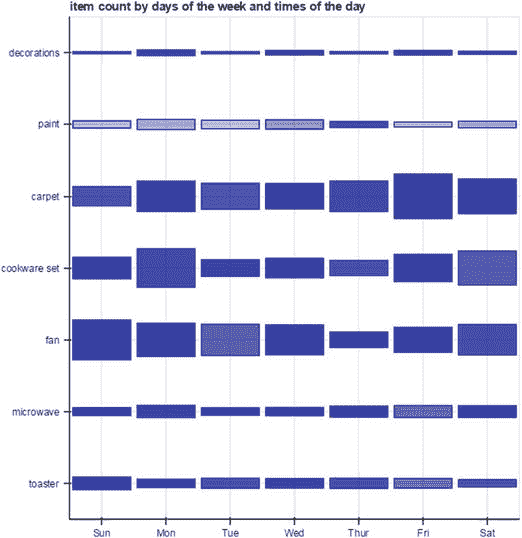 item count by days of the week and times of the day
decorations
paint
carpet
cookware set
fan
microwave
toaster
Sun Mon Tue Wed Thur Fri Sat